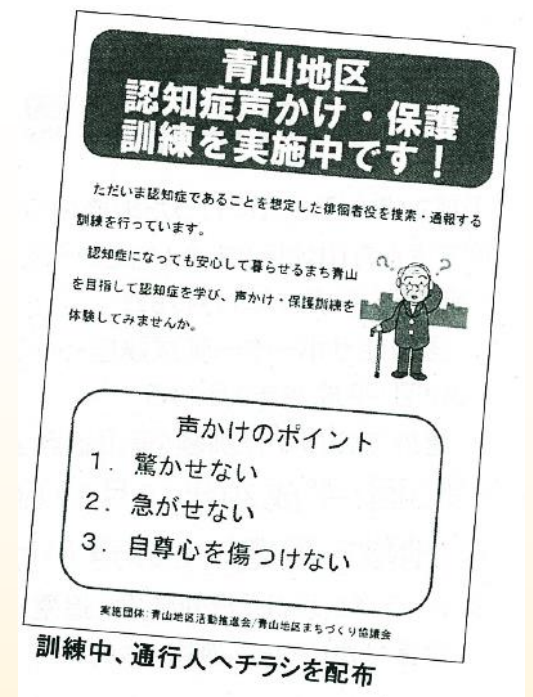 青山地区
認知症声かけ・保護
訓練を実施中です！
ただいま認知症であることを想定した徘徊者役を捜索・通報する
訓練を行っています。
認知症になっても安心して暮らせるまち青山
を目指して認知症を学び、声かけ・保護訓練を
体験してみませんか。
? ?
声かけのポイント
1．驚かせない
2．急がせない
3．自尊心を傷つけない
実施団体:青山地区活動推進会/青山地区まちづくり協議会
訓練中、通行人へチラシを配布